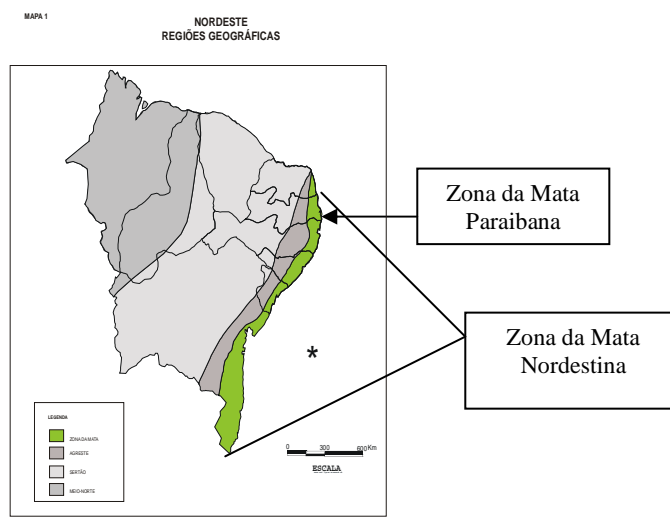 MAPA 1
NORDESTE
REGIÕES GEOGRÁFICAS
Zona da Mata
Paraibana
Zona da Mata
Nordestina
*
LEGENDA
ZONA DA MATA
AGRESTE
SERTÃO
MEIO-NORTE
0 300 600 Km
ESCALA